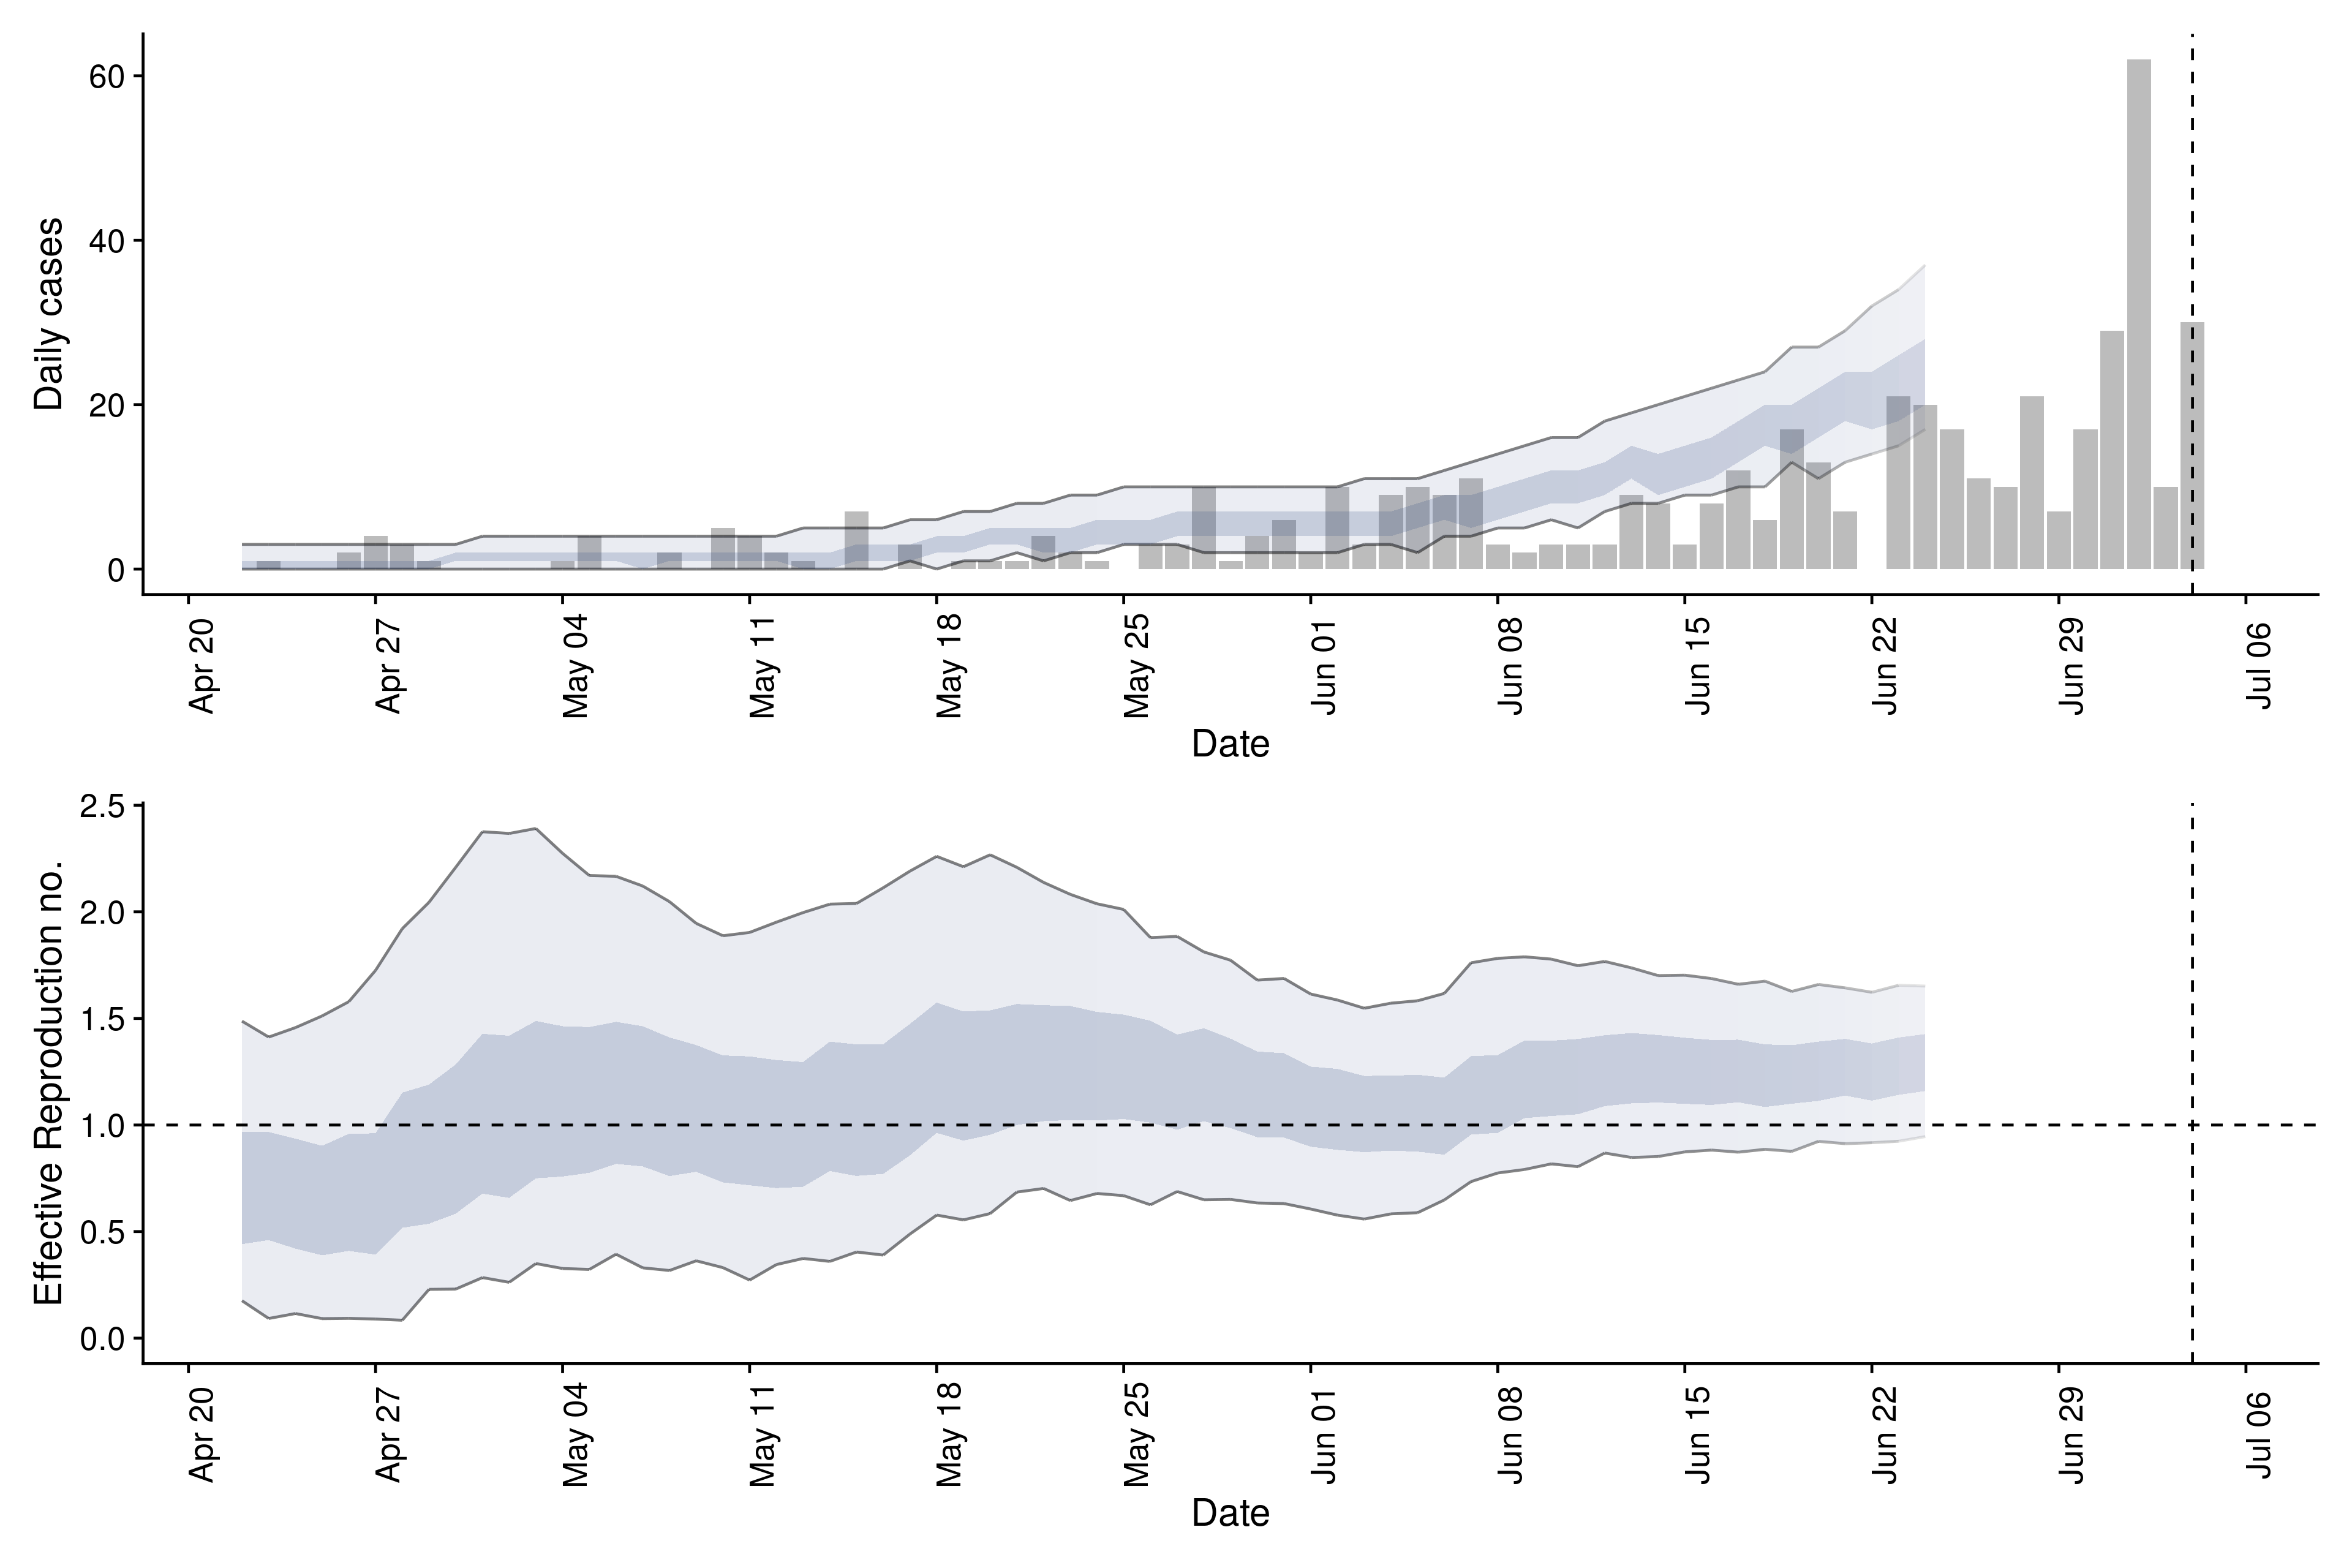 Daily cases
60
40
20
0
Apr 20
Apr 27
May 04
May 11
May 18
May 25
Jun 01
Jun 08
Jun 15
Jun 22
Jun 29
Jul 06
Date
Effective Reproduction no.
2.5
2.0
1.5
1.0
0.5
0.0
Apr 20
Apr 27
May 04
May 11
May 18
May 25
Jun 01
Jun 08
Jun 15
Jun 22
Jun 29
Jul 06
Date